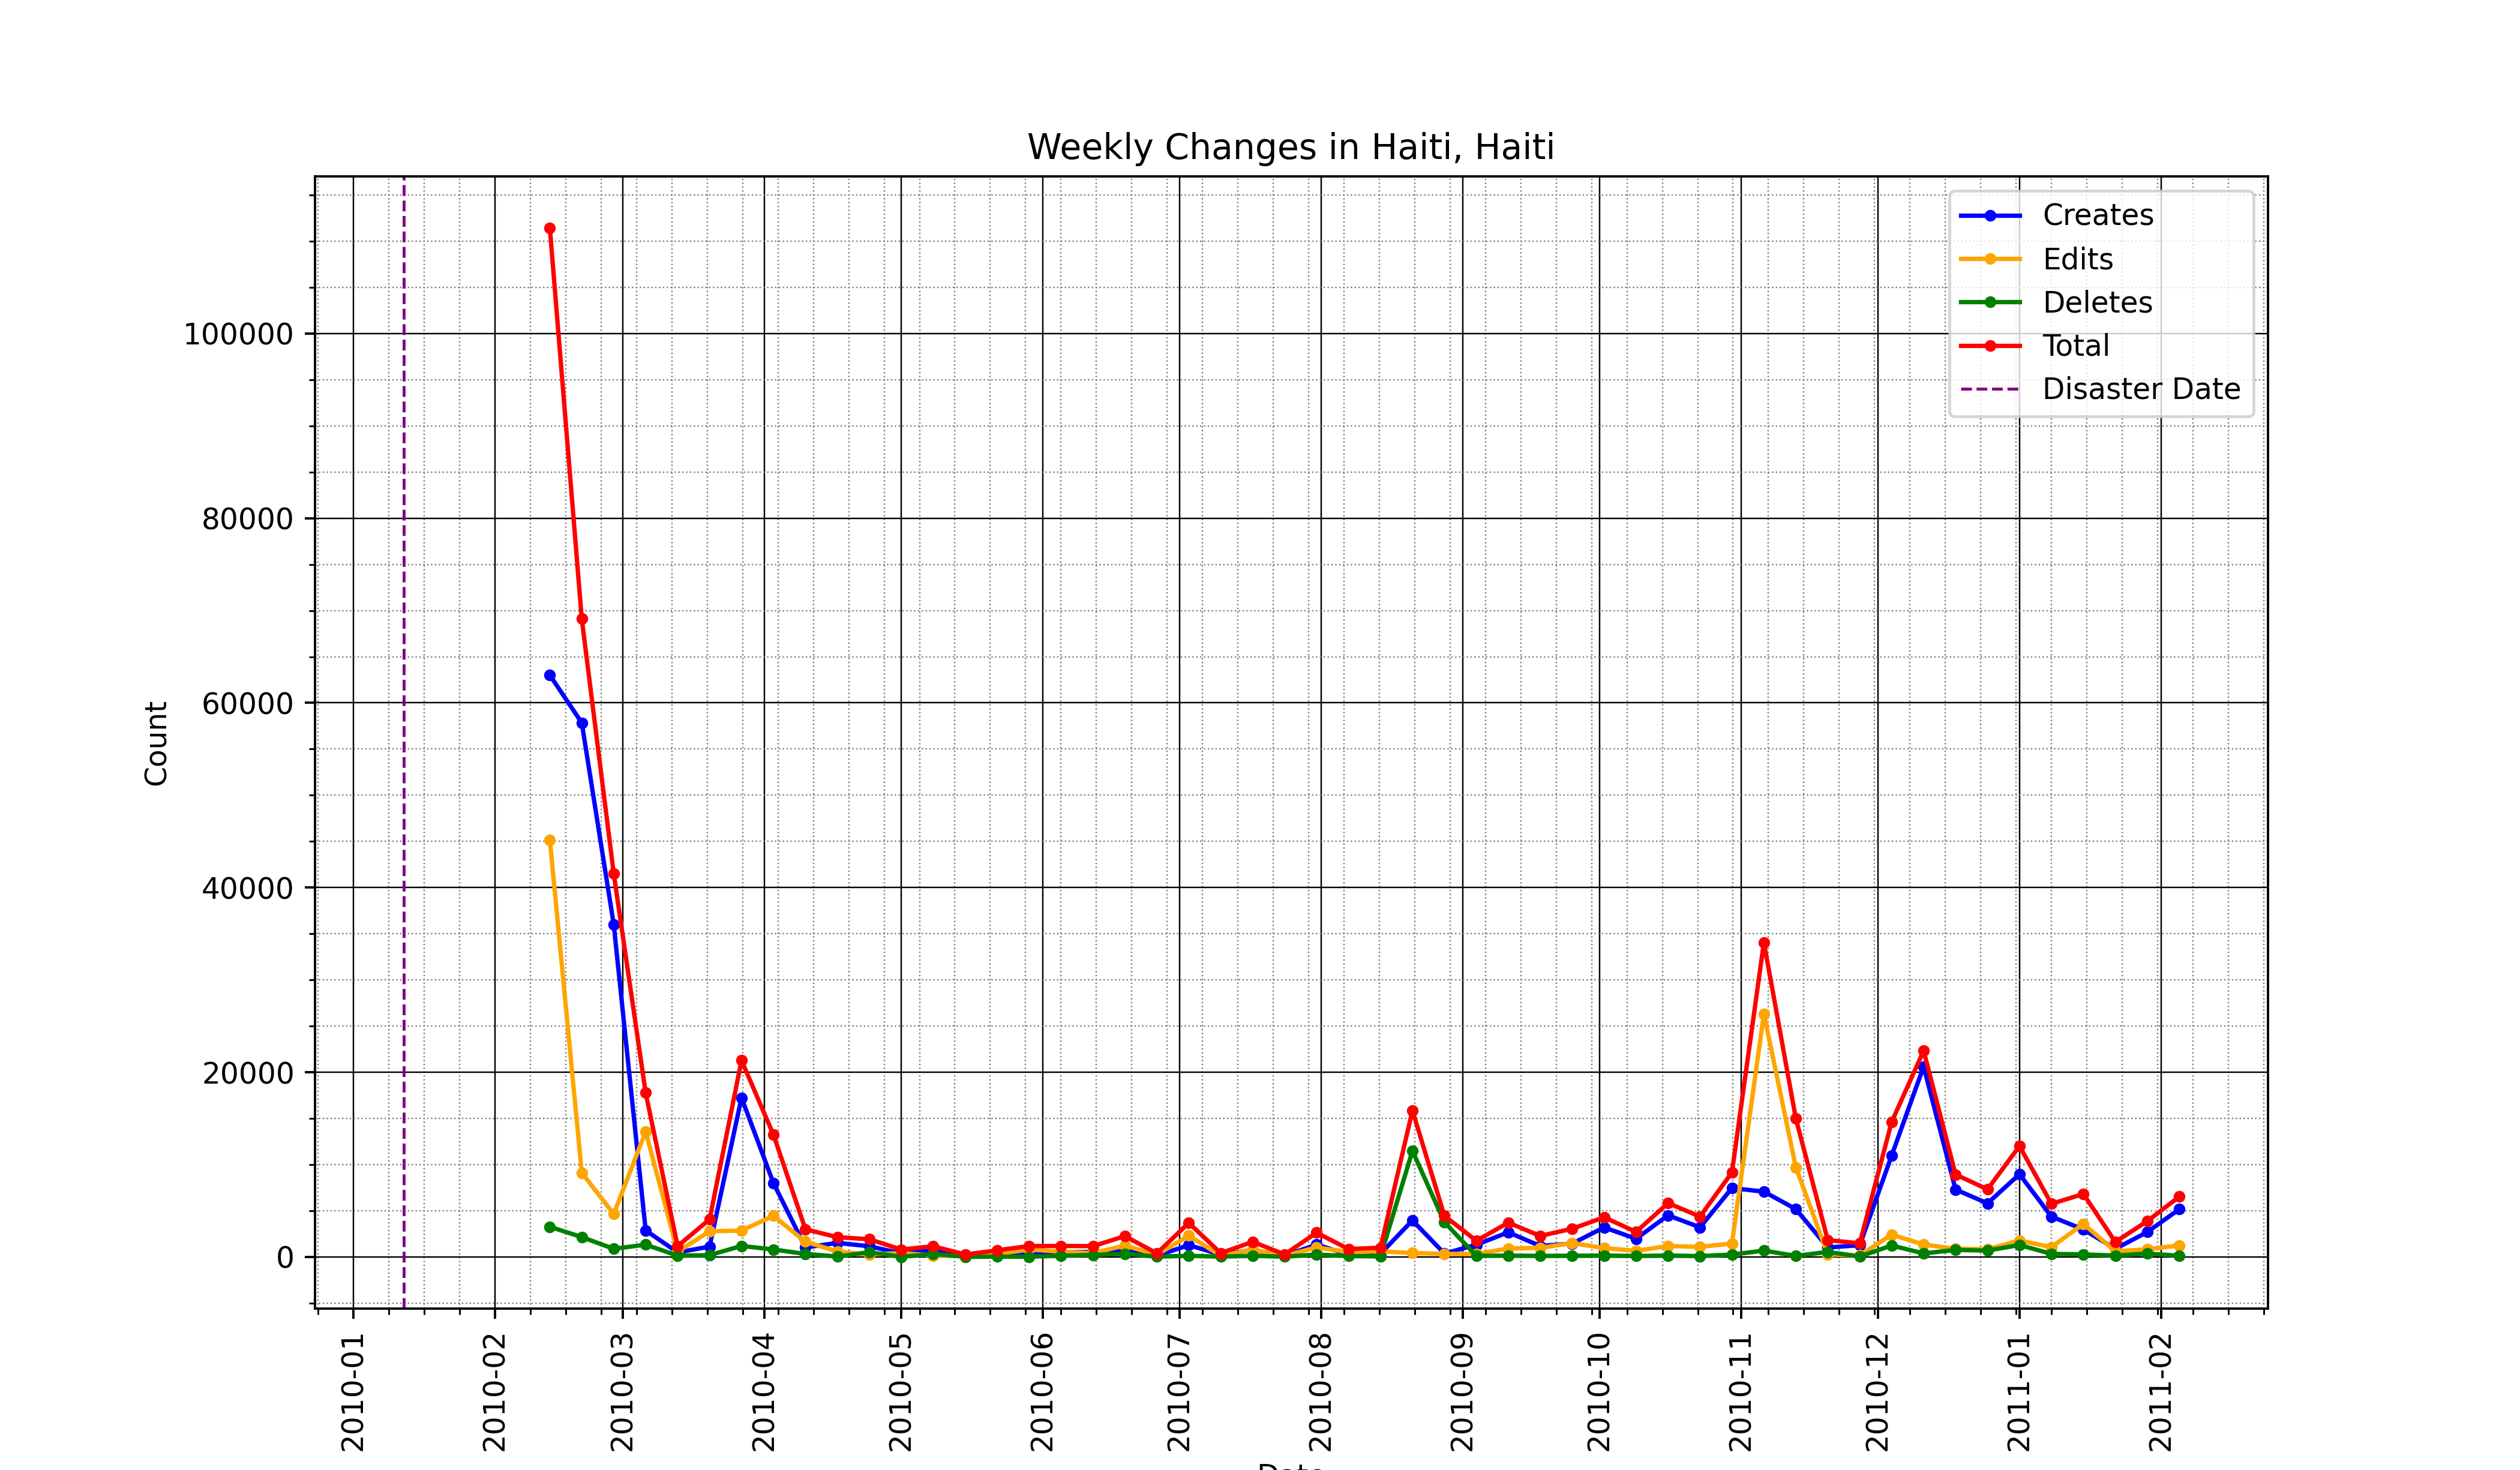 Weekly Changes in Haiti, Haiti
Creates
Edits
Deletes
Total
Disaster Date
Count
100000
80000
60000
40000
20000
0
2010-01
2010-02
2010-03
2010-04
2010-05
2010-06
2010-07
2010-08
2010-09
2010-10
2010-11
2010-12
2011-01
2011-02
Date